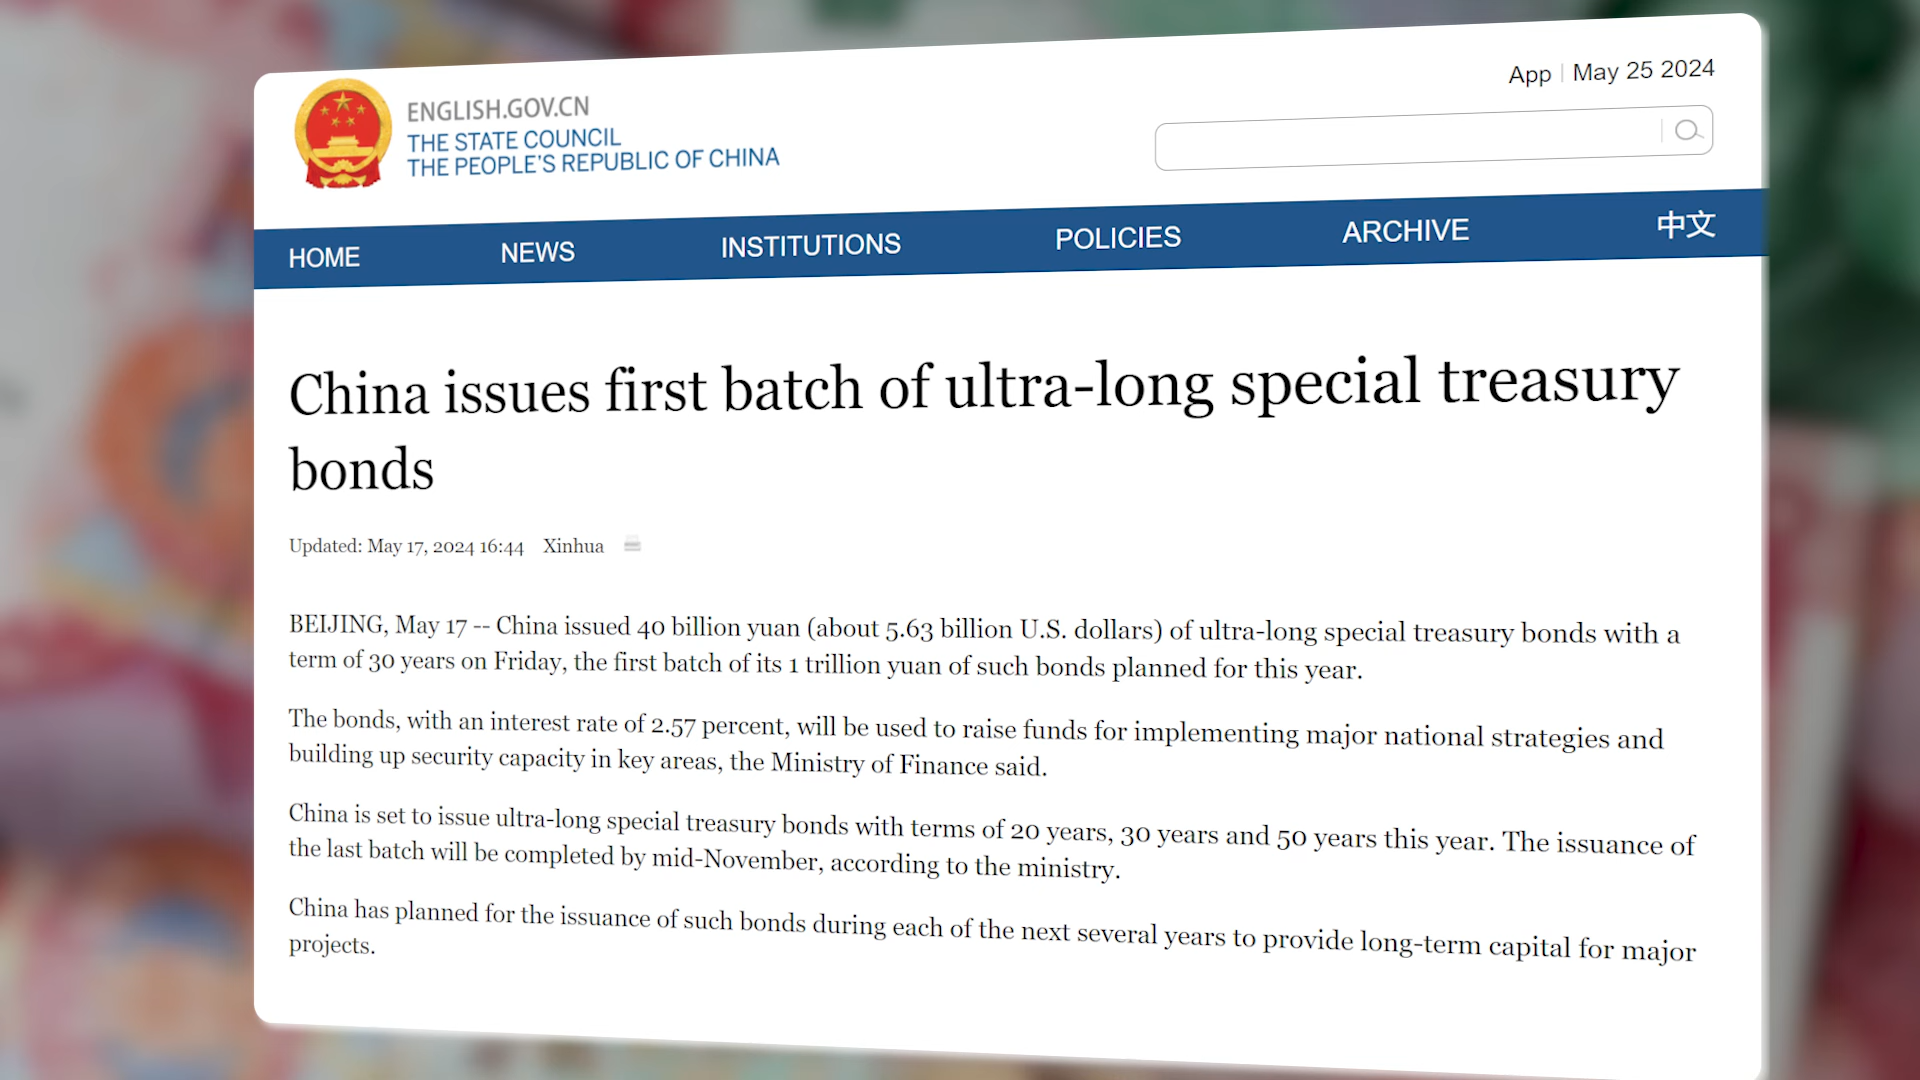 App | May 25 2024
ENGLISH.GOV.CN
THE STATE COUNCIL
THE PEOPLE'S REPUBLIC OF CHINA
HOME NEWS INSTITUTIONS POLICIES ARCHIVE 中文
China issues first batch of ultra-long special treasury
bonds
Updated: May 17, 2024 16:44 Xinhua
BEIJING, May 17 -- China issued 40 billion yuan (about 5.63 billion U.S. dollars) of ultra-long special treasury bonds with a
term of 30 years on Friday, the first batch of its 1 trillion yuan of such bonds planned for this year.
The bonds, with an interest rate of 2.57 percent, will be used to raise funds for implementing major national strategies and
building up security capacity in key areas, the Ministry of Finance said.
China is set to issue ultra-long special treasury bonds with terms of 20 years, 30 years and 50 years this year. The issuance of
the last batch will be completed by mid-November, according to the ministry.
China has planned for the issuance of such bonds during each of the next several years to provide long-term capital for major
projects.